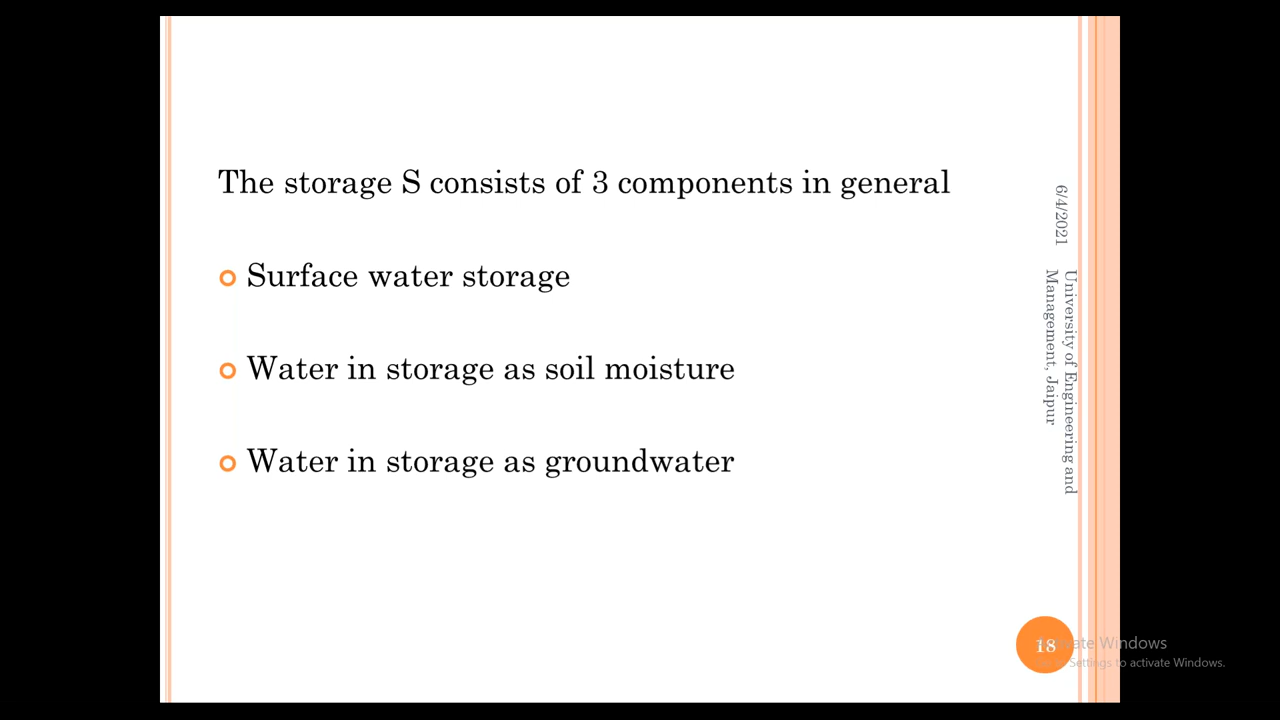 The storage S consists of 3 components in general
Surface water storage
Water in storage as soil moisture
Water in storage as groundwater
6/4/2021
University of Engineering and
Management, Jaipur
18
Windows
Settings to activate Windows.